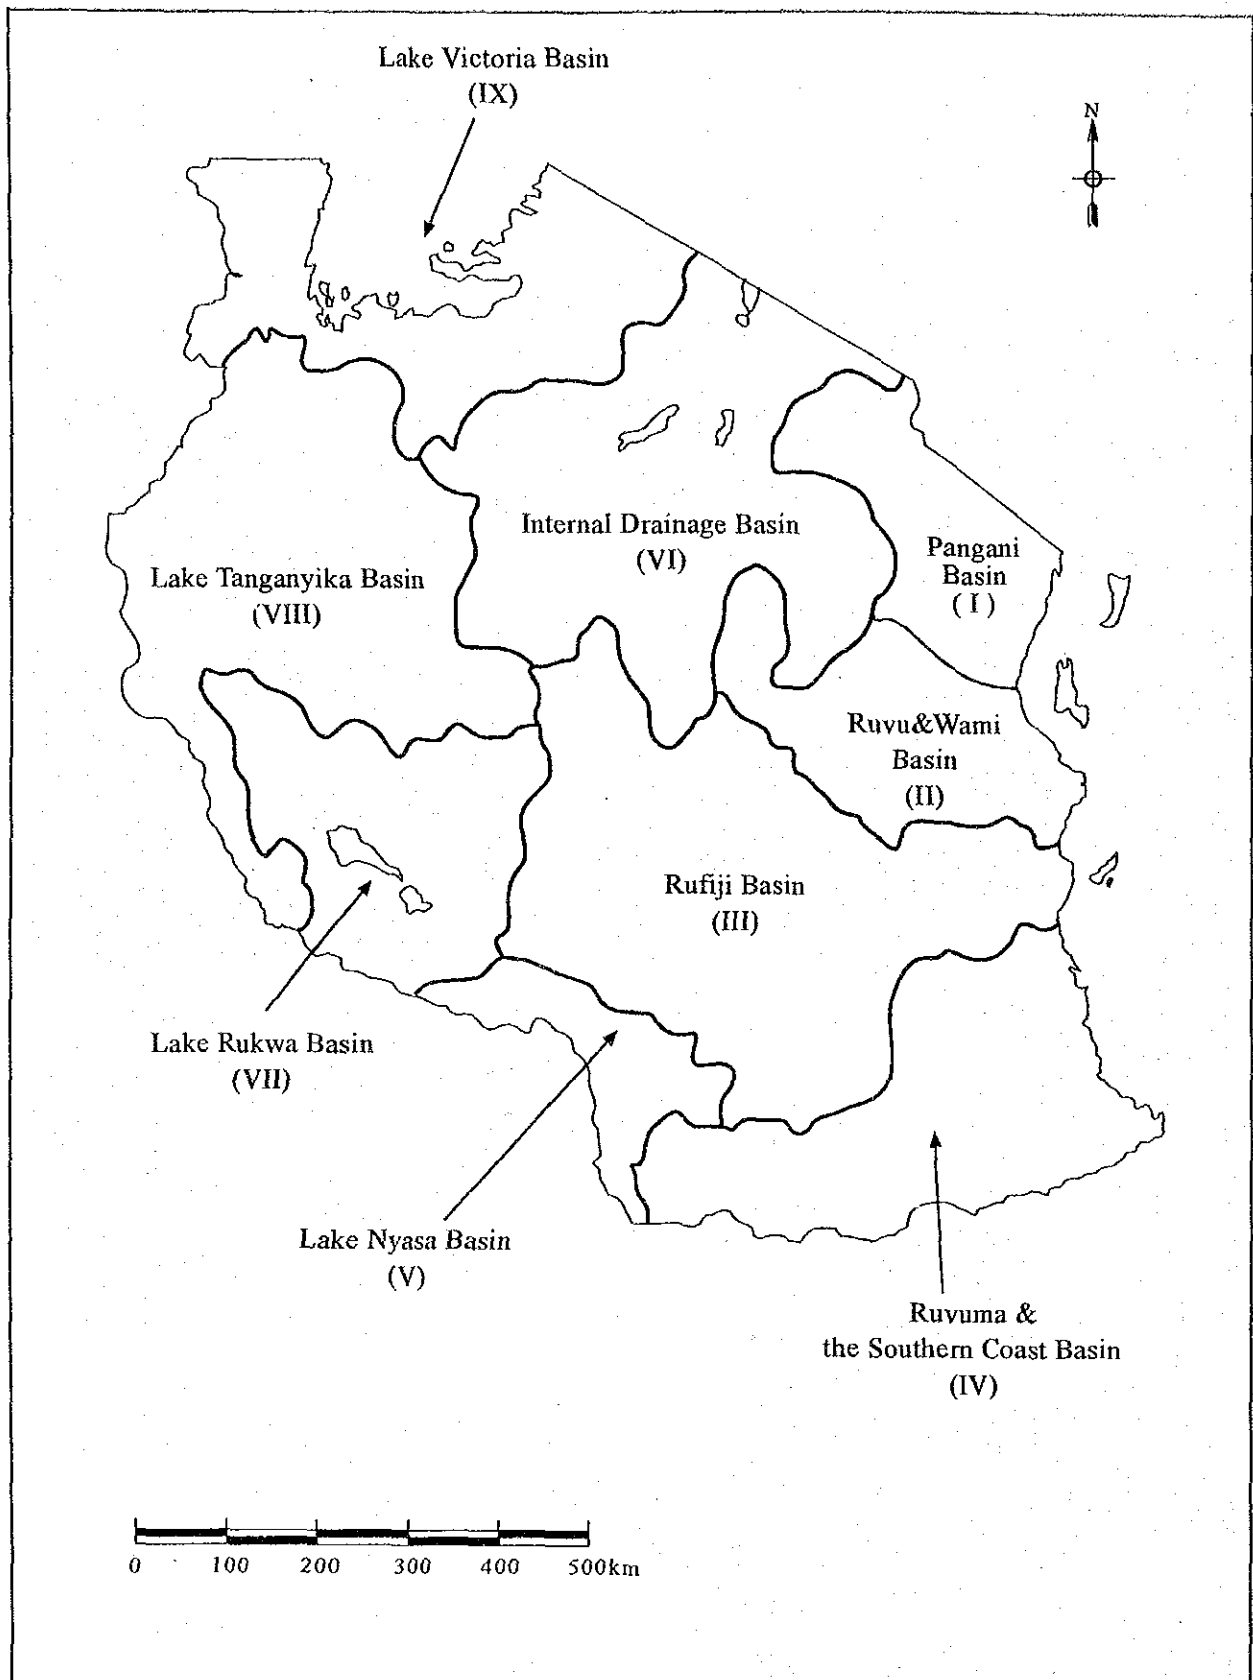 Lake Victoria Basin
(IX)
N
Internal Drainage Basin
(VI)
Pangani
Basin
( I )
Lake Tanganyika Basin
(VIII)
Ruvu&Wami
Basin
(II)
Rufiji Basin
(III)
Lake Rukwa Basin
(VII)
Lake Nyasa Basin
(V)
Ruvuma &
the Southern Coast Basin
(IV)
0 100 200 300 400 500km